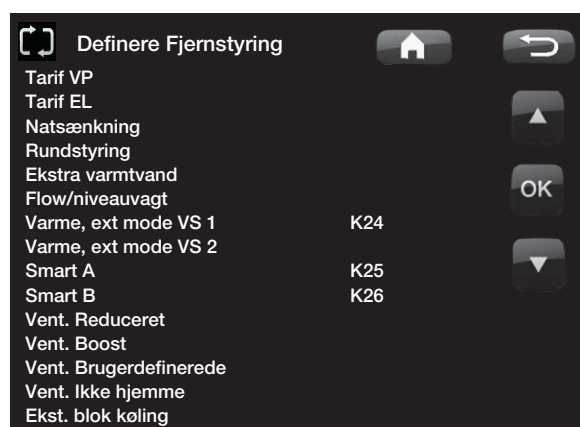 Definere Fjernstyring
Tarif VP
Tarif EL
Natsænkning
Rundstyring
Ekstra varmtvand
Flow/niveauvagt
OK
Varme, ext mode VS 1 K24
Varme, ext mode VS 2
Smart A K25
Smart B K26
Vent. Reduceret
Vent. Boost
Vent. Brugerdefinerede
Vent. Ikke hjemme
Ekst. blok køling